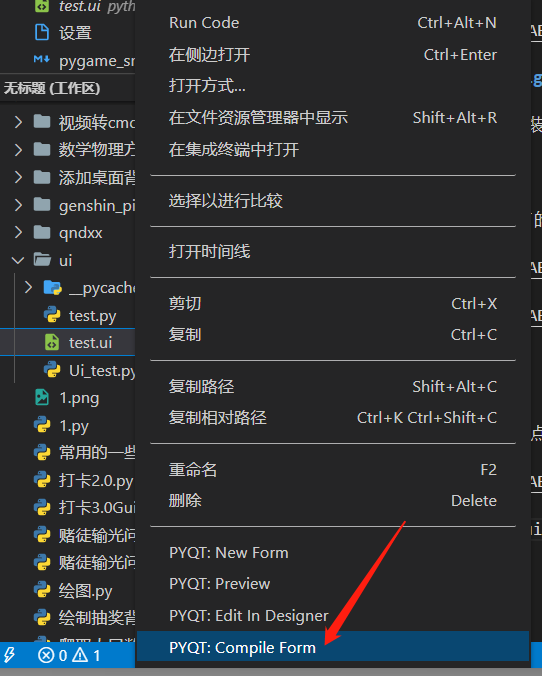 test.ui pyth
设置
pygame_sn
无标题 (工作区)
视频转cmd
数学物理方
添加桌面背
genshin_pi
qndxx
ui
__pycache
test.py
test.ui
Ui_test.py
1.png
1.py
常用的一些
打卡2.0.py
打卡3.0Gui
赌徒输光问
赌徒输光问
绘图.py
绘制抽奖背
0 1
Run Code Ctrl+Alt+N
在侧边打开 Ctrl+Enter
打开方式...
在文件资源管理器中显示 Shift+Alt+R
在集成终端中打开
选择以进行比较
打开时间线
剪切 Ctrl+X
复制 Ctrl+C
复制路径 Shift+Alt+C
复制相对路径 Ctrl+K Ctrl+Shift+C
重命名 F2
删除 Delete
PYQT: New Form
PYQT: Preview
PYQT: Edit In Designer
PYQT: Compile Form